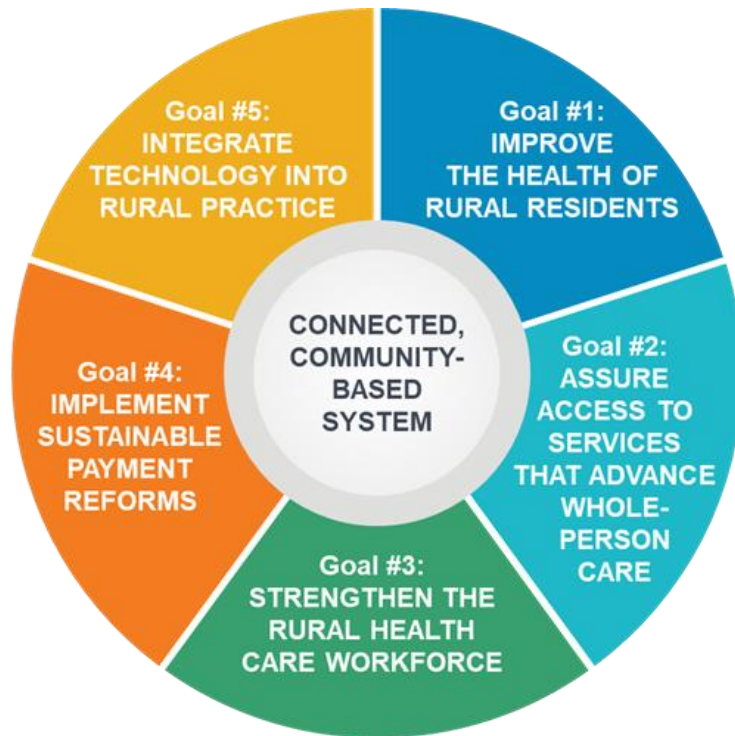 Goal #1:
IMPROVE
THE HEALTH OF
RURAL RESIDENTS
Goal #2:
ASSURE
ACCESS TO
SERVICES
THAT ADVANCE
WHOLE-
PERSON
CARE
Goal #3:
STRENGTHEN THE
RURAL HEALTH
CARE WORKFORCE
Goal #4:
IMPLEMENT
SUSTAINABLE
PAYMENT
REFORMS
Goal #5:
INTEGRATE
TECHNOLOGY INTO
RURAL PRACTICE
CONNECTED,
COMMUNITY-
BASED
SYSTEM